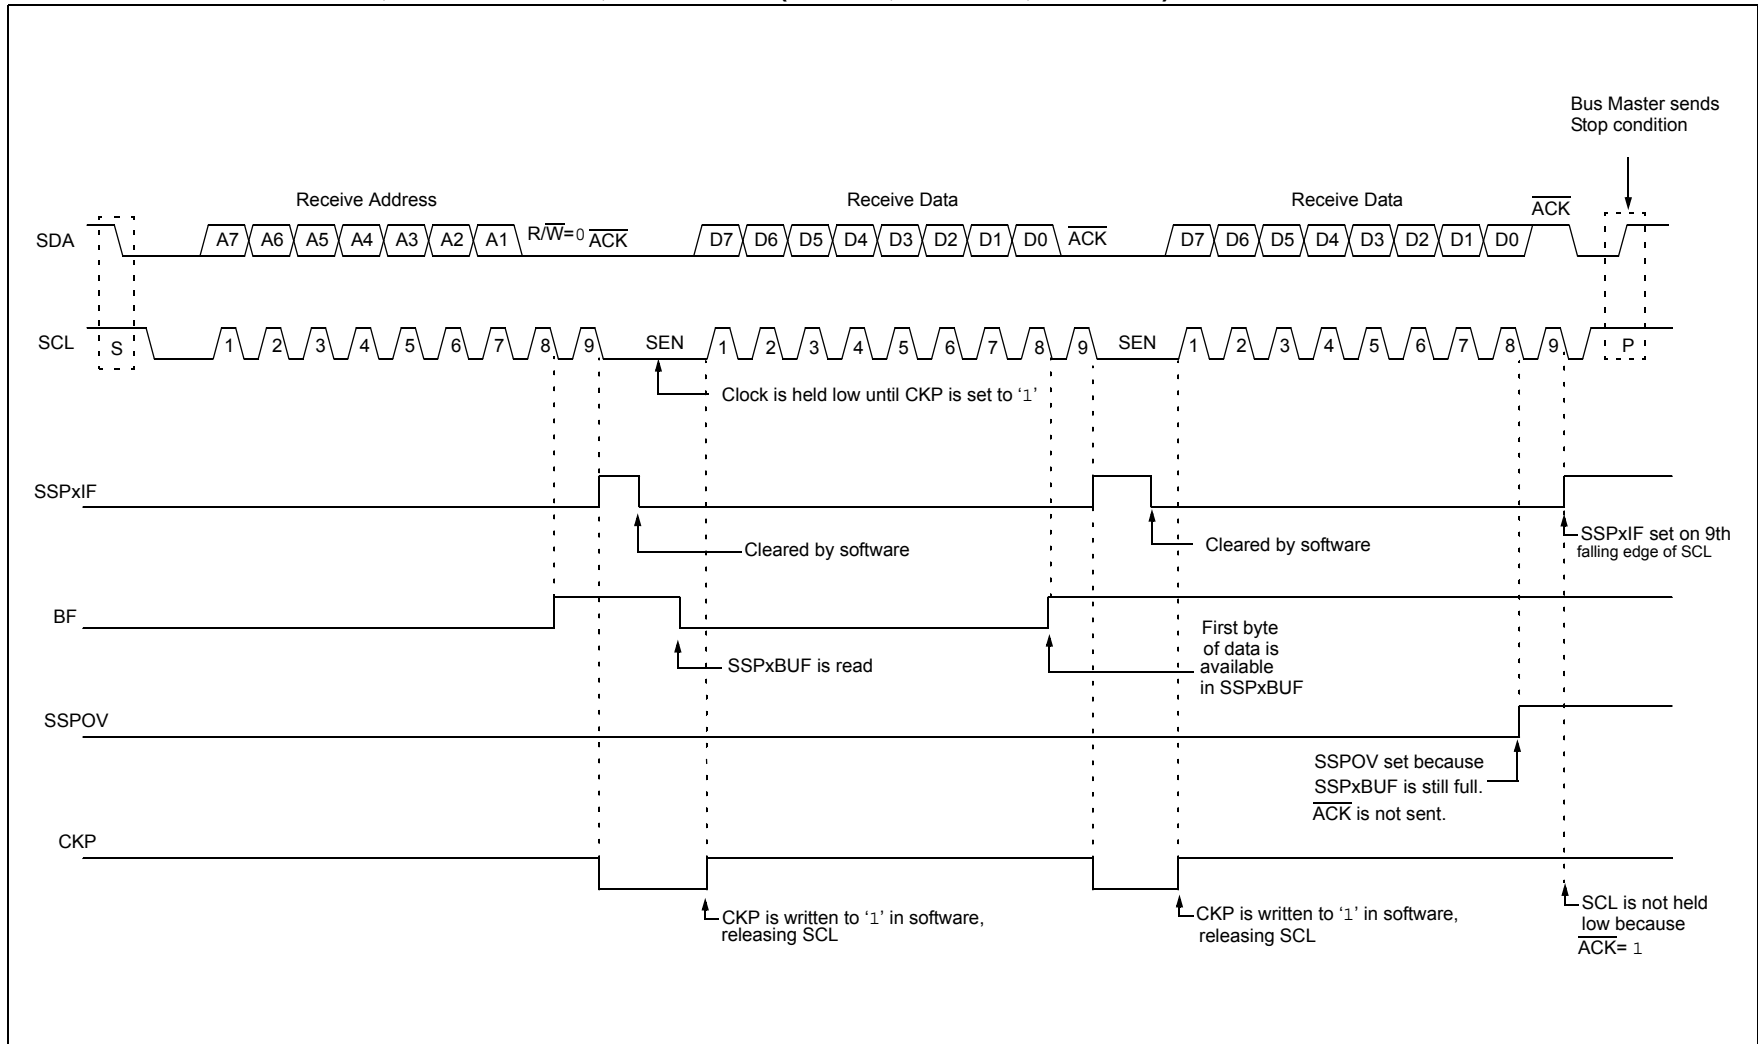 Bus Master sends
Stop condition
Receive Address
Receive Data
Receive Data
ACK
SDA
A7 A6 A5 A4 A3 A2 A1 R/W=0 ACK
D7 D6 D5 D4 D3 D2 D1 D0 ACK
D7 D6 D5 D4 D3 D2 D1 D0
SCL
S
1 2 3 4 5 6 7 8 9
SEN
1 2 3 4 5 6 7 8 9
SEN
1 2 3 4 5 6 7 8 9
P
Clock is held low until CKP is set to ‘1’
SSPxIF
Cleared by software
Cleared by software
SSPxIF set on 9th
falling edge of SCL
BF
SSPxBUF is read
First byte
of data is
available
in SSPxBUF
SSPOV
SSPOV set because
SSPxBUF is still full.
ACK is not sent.
CKP
CKP is written to ‘1’ in software,
releasing SCL
CKP is written to ‘1’ in software,
releasing SCL
SCL is not held
low because
ACK= 1